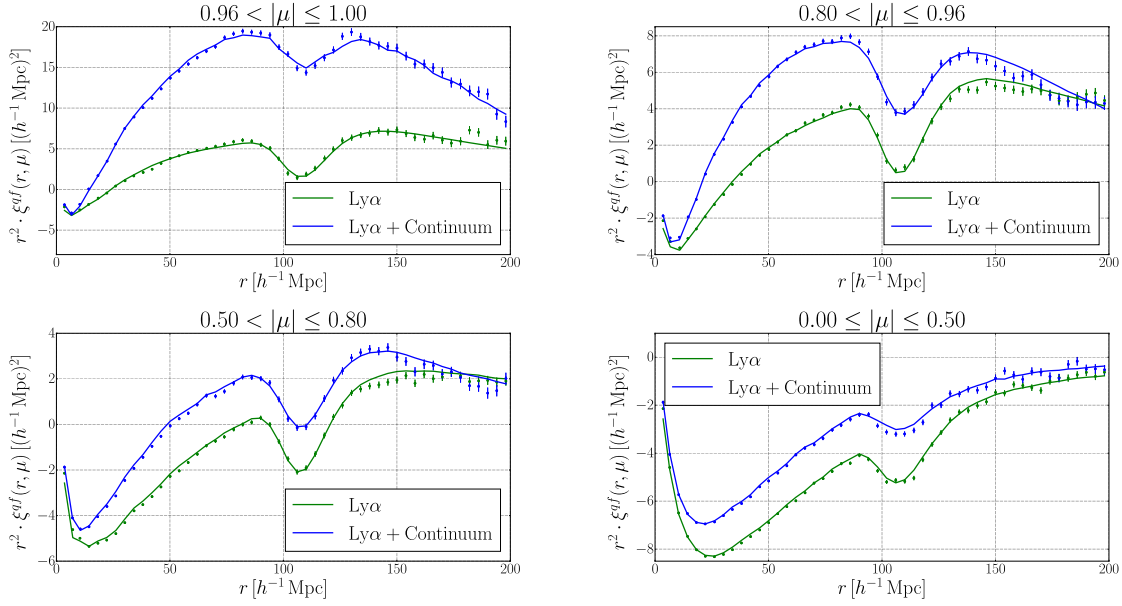 0.96 < |μ| ≤ 1.00
r² · ξ^{qf}(r, μ) [(h⁻¹ Mpc)²]
20
15
10
5
0
−5
0 50 100 150 200
r [h⁻¹ Mpc]
Lyα
Lyα + Continuum
0.80 < |μ| ≤ 0.96
r² · ξ^{qf}(r, μ) [(h⁻¹ Mpc)²]
8
6
4
2
0
−2
−4
0 50 100 150 200
r [h⁻¹ Mpc]
Lyα
Lyα + Continuum
0.50 < |μ| ≤ 0.80
r² · ξ^{qf}(r, μ) [(h⁻¹ Mpc)²]
4
2
0
−2
−4
−6
0 50 100 150 200
r [h⁻¹ Mpc]
Lyα
Lyα + Continuum
0.00 ≤ |μ| ≤ 0.50
r² · ξ^{qf}(r, μ) [(h⁻¹ Mpc)²]
0
−2
−4
−6
−8
0 50 100 150 200
r [h⁻¹ Mpc]
Lyα
Lyα + Continuum